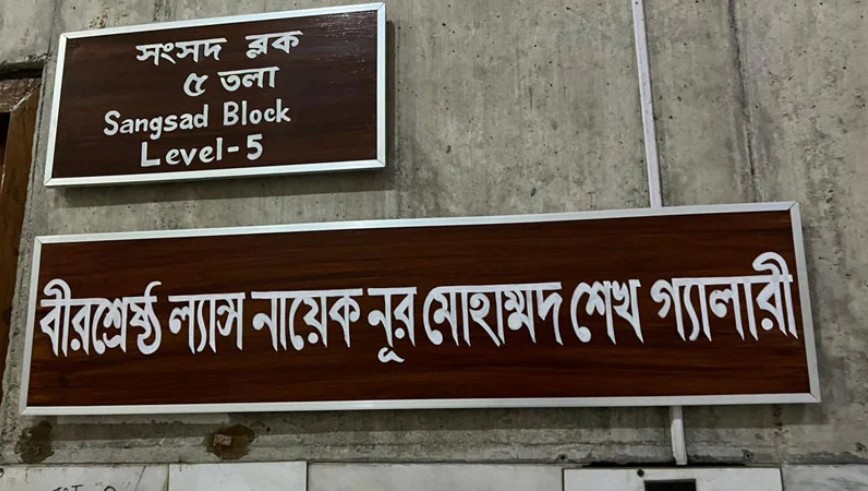 সংসদ ব্লক
৫ তলা
Sangsad Block
Level-5
বীরশ্রেষ্ঠ ল্যান্স নায়েক নূর মোহাম্মদ শেখ গ্যালারী